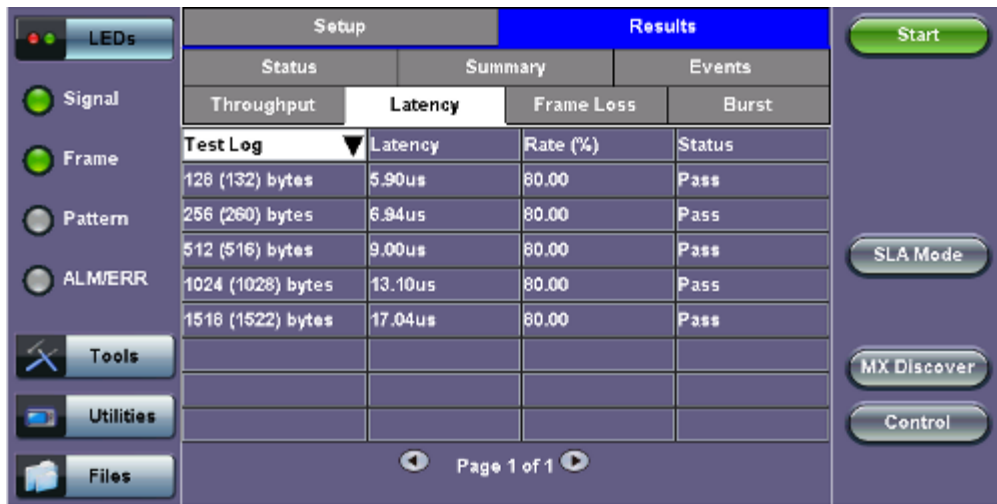 LEDs
Signal
Frame
Pattern
ALM/ERR
Tools
Utilities
Files
Setup Results
Status Summary Events
Throughput Latency Frame Loss Burst
Test Log Latency Rate (%) Status
128 (132) bytes 5.90us 80.00 Pass
256 (260) bytes 6.94us 80.00 Pass
512 (516) bytes 9.00us 80.00 Pass
1024 (1028) bytes 13.10us 80.00 Pass
1518 (1522) bytes 17.04us 80.00 Pass
Page 1 of 1
Start
SLA Mode
MX Discover
Control